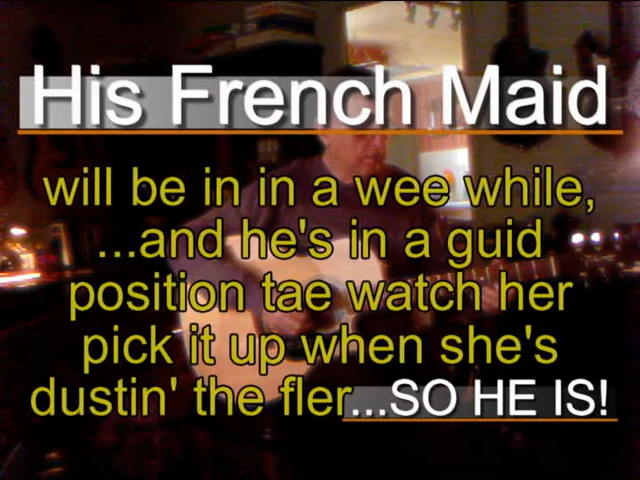 His French Maid
will be in in a wee while,
...and he's in a guid
position tae watch her
pick it up when she's
dustin' the fler...SO HE IS!